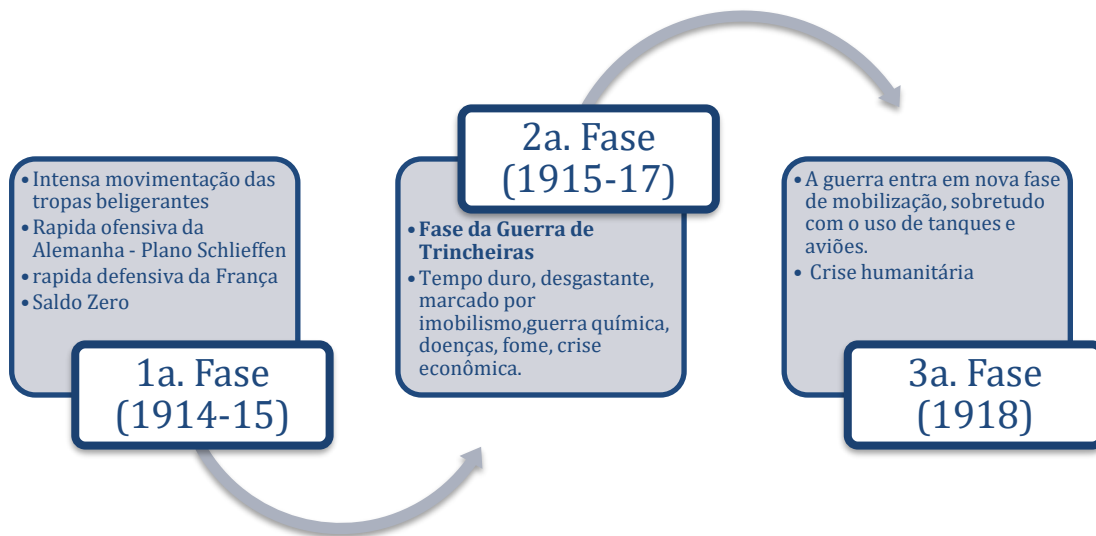 • Intensa movimentação das
tropas beligerantes
• Rapida ofensiva da
Alemanha - Plano Schlieffen
• rapida defensiva da França
• Saldo Zero
1a. Fase
(1914-15)
2a. Fase
(1915-17)
• Fase da Guerra de
Trincheiras
• Tempo duro, desgastante,
marcado por
imobilismo,guerra química,
doenças, fome, crise
econômica.
• A guerra entra em nova fase
de mobilização, sobretudo
com o uso de tanques e
aviões.
• Crise humanitária
3a. Fase
(1918)